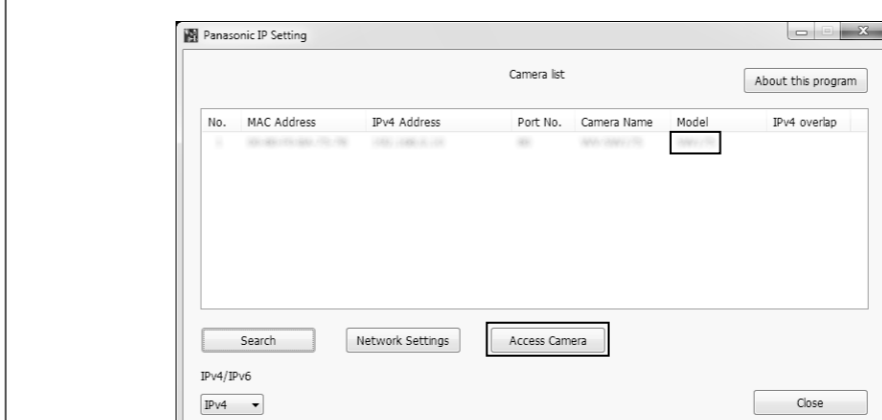 Panasonic IP Setting
Camera list
About this program
No. MAC Address IPv4 Address Port No. Camera Name Model IPv4 overlap
Search Network Settings Access Camera
IPv4/IPv6
IPv4 Close